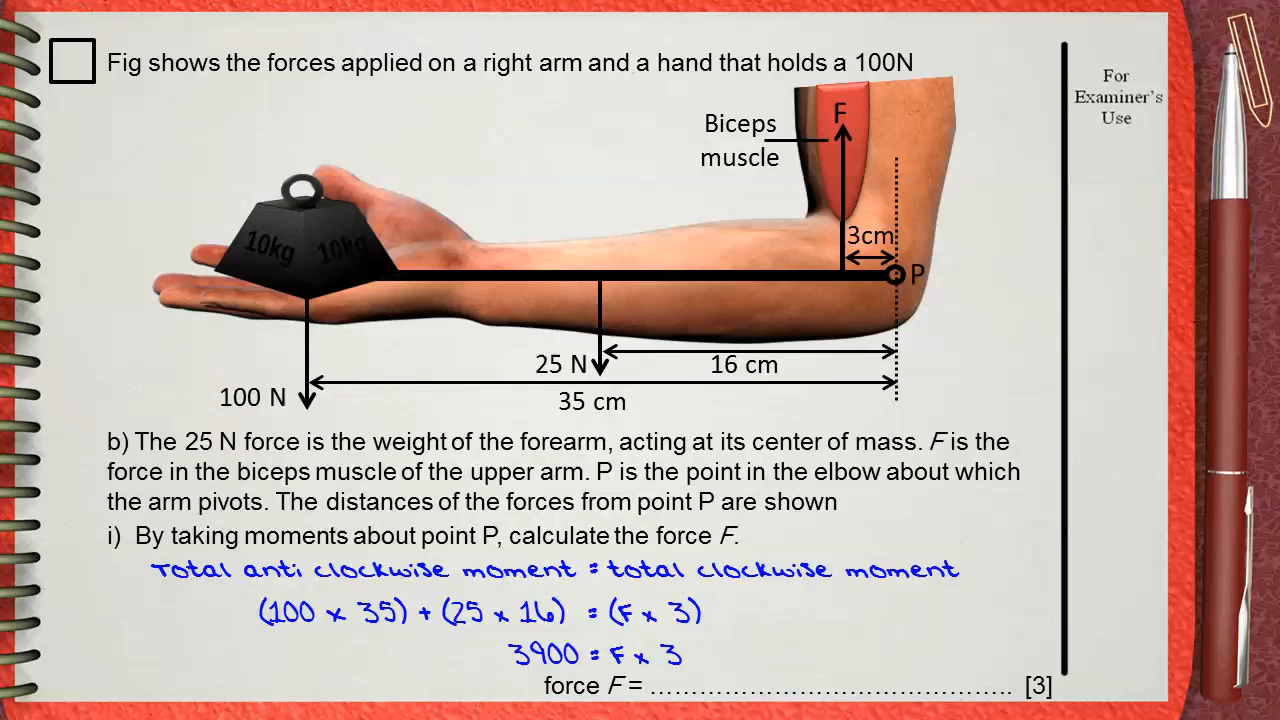 Fig shows the forces applied on a right arm and a hand that holds a 100N
For
Examiner's
Use
Biceps
muscle
F
10kg 10kg
3cm
P
25 N
16 cm
100 N
35 cm
b) The 25 N force is the weight of the forearm, acting at its center of mass. F is the
force in the biceps muscle of the upper arm. P is the point in the elbow about which
the arm pivots. The distances of the forces from point P are shown
i) By taking moments about point P, calculate the force F.
Total anti clockwise moment = total clockwise moment
(100 x 35) + (25 x 16) = (F x 3)
3900 = F x 3
force F = ………………………………………….. [3]